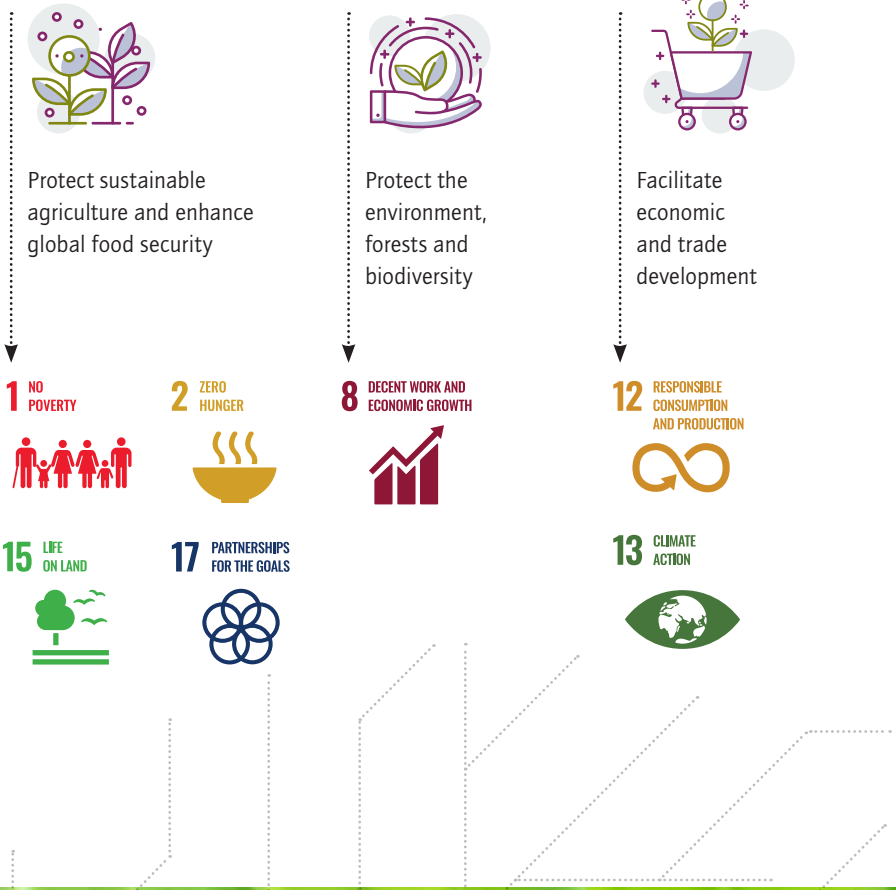 Protect sustainable
agriculture and enhance
global food security
Protect the
environment,
forests and
biodiversity
Facilitate
economic
and trade
development
1 NO
POVERTY
2 ZERO
HUNGER
8 DECENT WORK AND
ECONOMIC GROWTH
12 RESPONSIBLE
CONSUMPTION
AND PRODUCTION
15 LIFE
ON LAND
17 PARTNERSHIPS
FOR THE GOALS
13 CLIMATE
ACTION